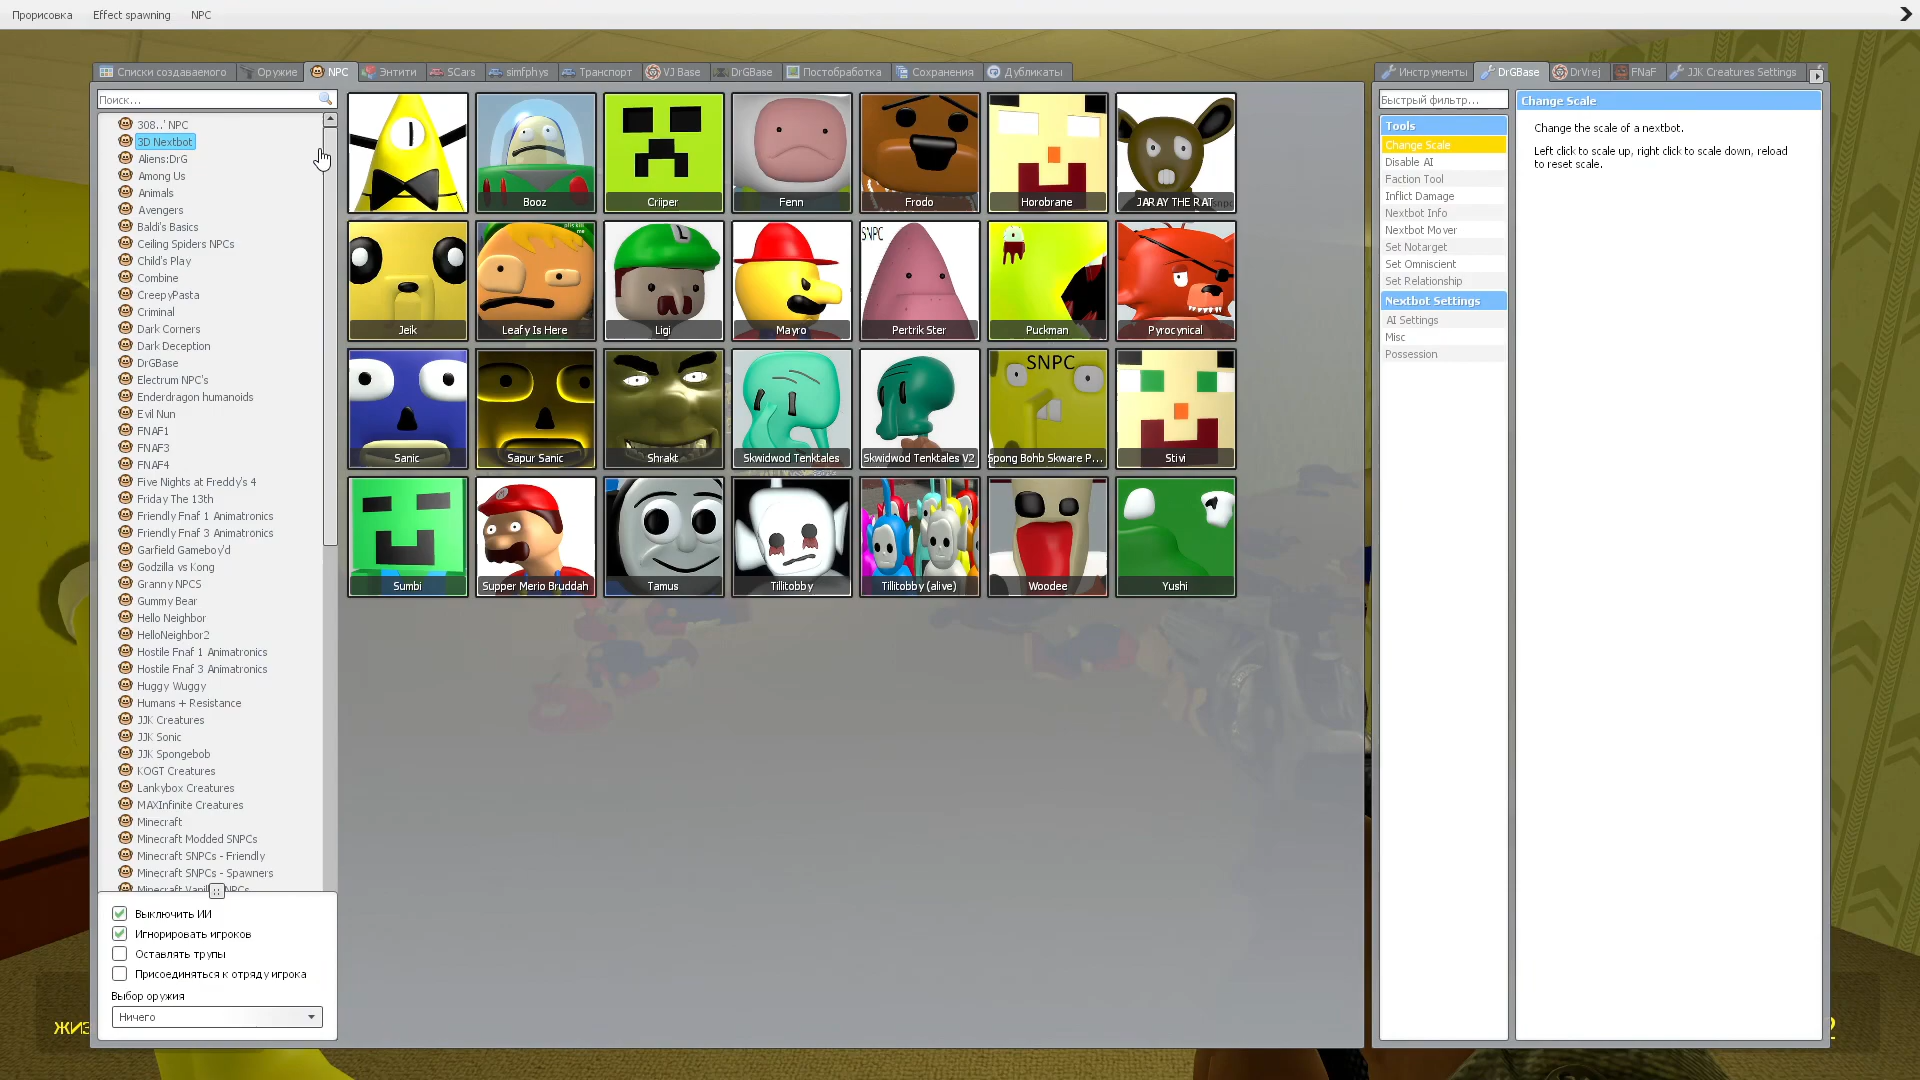 Прорисовка Effect spawning NPC
Списки создаваемого Оружие NPC Энтити SCars simfphys Транспорт VJ Base DrGBase Постобработка Сохранения Дубликаты
Инструменты DrGBase DrVrej FNaF JJK Creatures Settings
Поиск...
308..' NPC
3D Nextbot
Aliens:DrG
Among Us
Animals
Avengers
Baldi's Basics
Ceiling Spiders NPCs
Child's Play
Combine
CreepyPasta
Criminal
Dark Corners
Dark Deception
DrGBase
Electrum NPC's
Enderdragon humanoids
Evil Nun
FNAF1
FNAF3
FNAF4
Five Nights at Freddy's 4
Friday The 13th
Friendly Fnaf 1 Animatronics
Friendly Fnaf 3 Animatronics
Garfield Gameboy'd
Godzilla vs Kong
Granny NPCS
Gummy Bear
Hello Neighbor
HelloNeighbor2
Hostile Fnaf 1 Animatronics
Hostile Fnaf 3 Animatronics
Huggy Wuggy
Humans + Resistance
JJK Creatures
JJK Sonic
JJK Spongebob
KOGT Creatures
Lankybox Creatures
MAXInfinite Creatures
Minecraft
Minecraft Modded SNPCs
Minecraft SNPCs - Friendly
Minecraft SNPCs - Spawners
Выключить ИИ
Игнорировать игроков
Оставлять трупы
Присоединяться к отряду игрока
Выбор оружия
Ничего
Booz Criiper Fenn Frodo Horobrane JARAY THE RAT
SNPC
Jeik Leafy Is Here Ligi Mayro Pertrik Ster Puckman Pyrocynical
SNPC
Sanic Sapur Sanic Shrakt Skwidwod Tenktales Skwidwod Tenktales V2 Spong Bohb Skware P... Stivi
Sumbi Supper Merio Bruddah Tamus Tillitobby Tillitobby (alive) Woodee Yushi
Быстрый фильтр...
Tools
Change Scale
Disable AI
Faction Tool
Inflict Damage
Nextbot Info
Nextbot Mover
Set Notarget
Set Omniscient
Set Relationship
Nextbot Settings
AI Settings
Misc
Possession
Change Scale
Change the scale of a nextbot.
Left click to scale up, right click to scale down, reload
to reset scale.